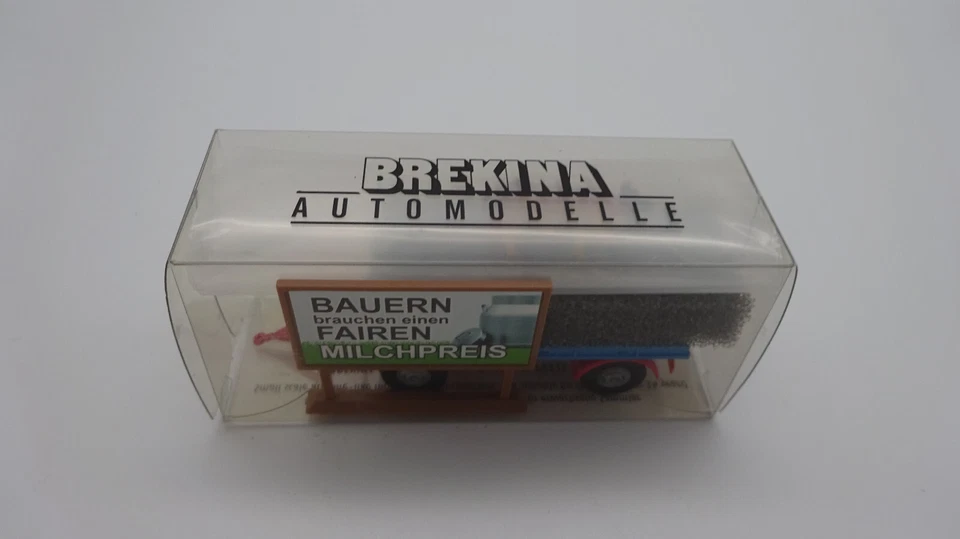 BREKINA
AUTOMODELLE
BAUERN
brauchen einen
FAIREN
MILCHPREIS